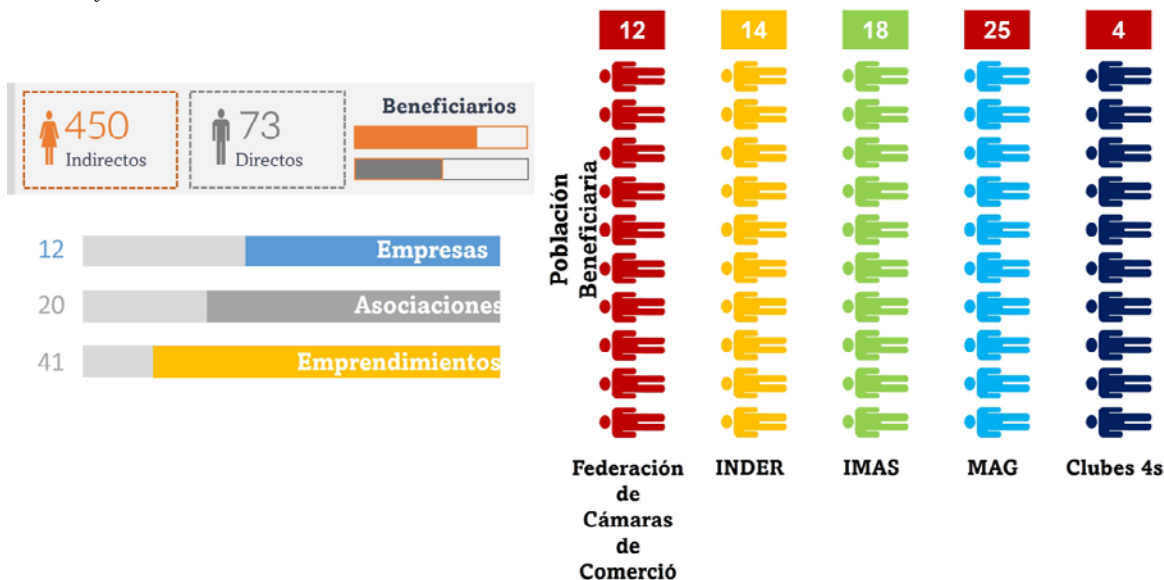 450
Indirectos
73
Directos
Beneficiarios
12 Empresas
20 Asociaciones
41 Emprendimientos
Población
Beneficiaria
12 14 18 25 4
Federación
de
Cámaras
de
Comerció
INDER
IMAS
MAG
Clubes 4s